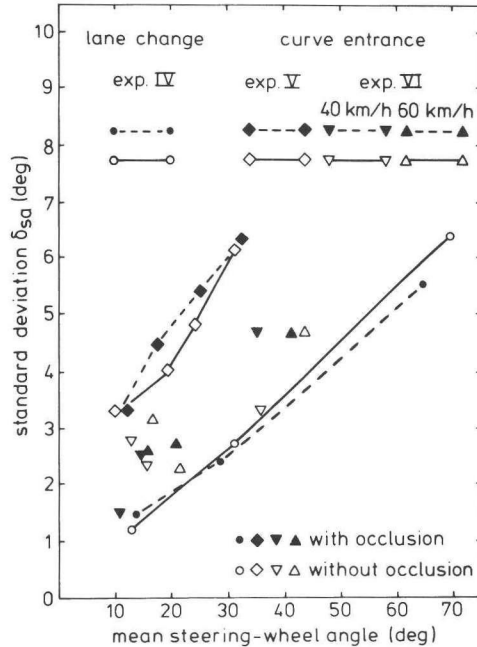 10
lane change curve entrance
9
exp. IV exp. V exp. VI
40 km/h 60 km/h
8
7
6
5
4
3
2
1
0
standard deviation δsa (deg)
with occlusion
without occlusion
10 20 30 40 50 60 70
mean steering-wheel angle (deg)